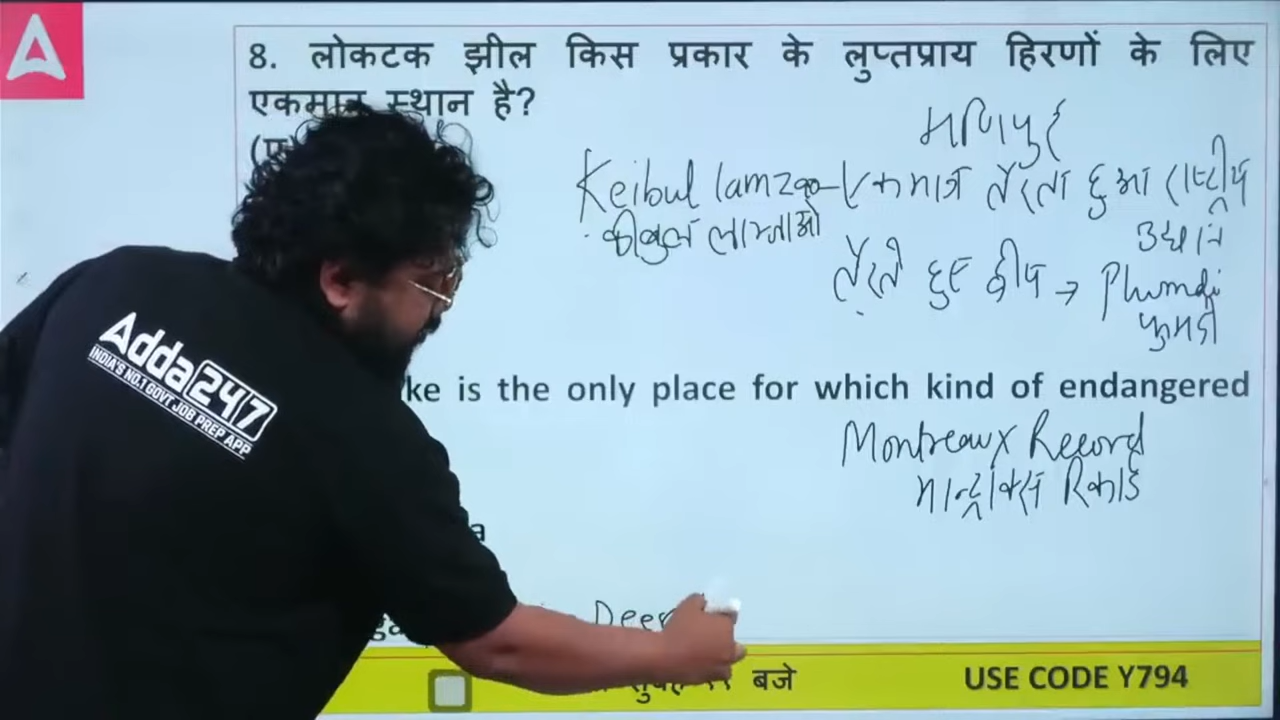 8. लोकटक झील किस प्रकार के लुप्तप्राय हिरणों के लिए
एकमात्र स्थान है?
मणिपुर
Keibul lamzao – एक मात्र तैरता हुआ राष्ट्रीय
उद्यान
कीबुल लाम्जाओ
तैरते हुए द्वीप → Phumdi
फुमडी
is the only place for which kind of endangered
Montreaux Record
मान्ट्रोक्स रिकार्ड
Deer
Adda247
INDIA'S NO.1 GOVT JOB PREP APP
बजे USE CODE Y794